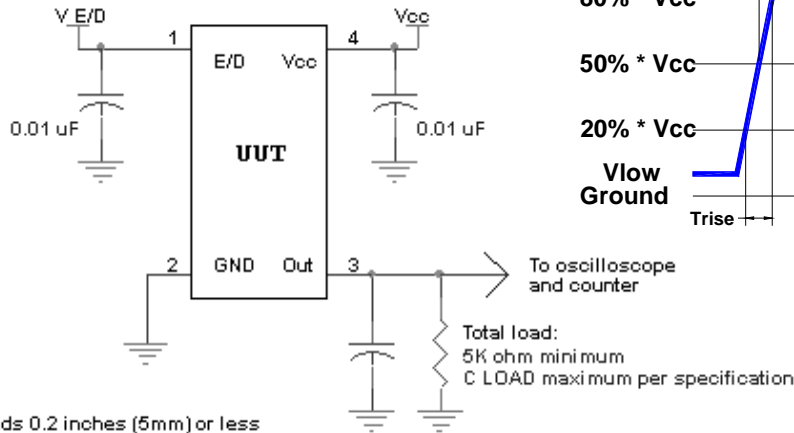 V E/D
1
E/D
Vcc
4
Vcc
0.01 uF
UUT
0.01 uF
2
GND
Out
3
To oscilloscope
and counter
Total load:
5K ohm minimum
C LOAD maximum per specification
0.2 inches (5mm) or less
80% * Vcc
50% * Vcc
20% * Vcc
Vlow
Ground
Trise